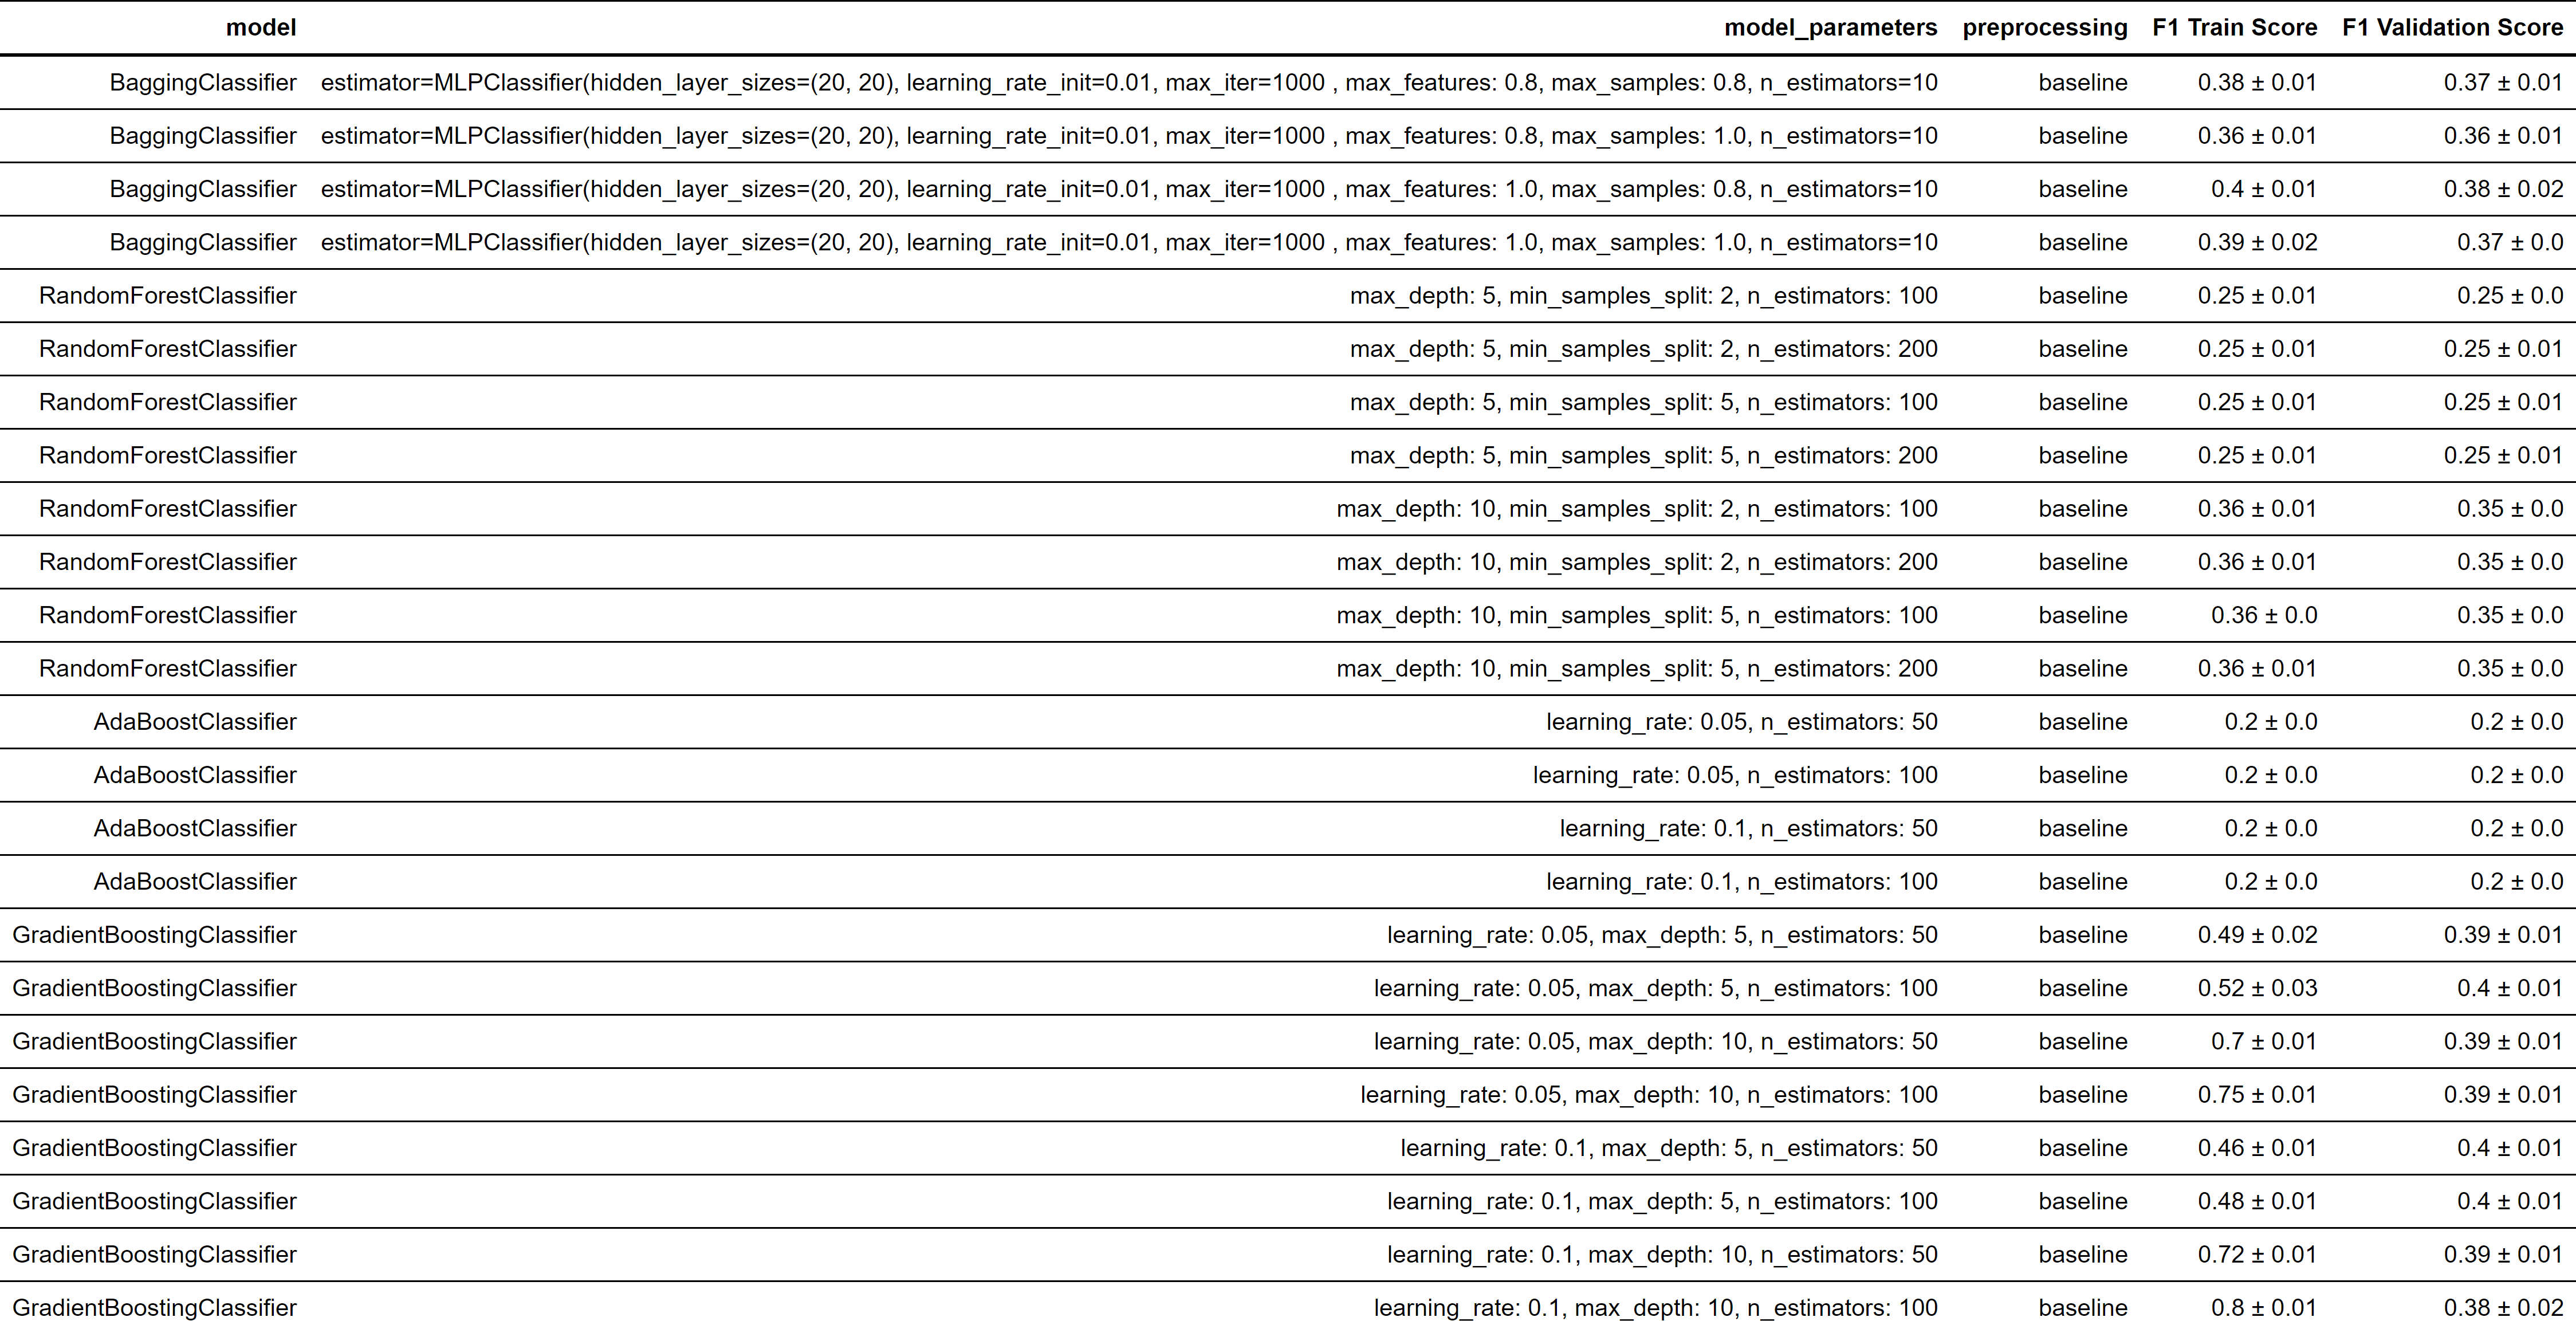 model model_parameters preprocessing F1 Train Score F1 Validation Score
BaggingClassifier estimator=MLPClassifier(hidden_layer_sizes=(20, 20), learning_rate_init=0.01, max_iter=1000 , max_features: 0.8, max_samples: 0.8, n_estimators=10 baseline 0.38 ± 0.01 0.37 ± 0.01
BaggingClassifier estimator=MLPClassifier(hidden_layer_sizes=(20, 20), learning_rate_init=0.01, max_iter=1000 , max_features: 0.8, max_samples: 1.0, n_estimators=10 baseline 0.36 ± 0.01 0.36 ± 0.01
BaggingClassifier estimator=MLPClassifier(hidden_layer_sizes=(20, 20), learning_rate_init=0.01, max_iter=1000 , max_features: 1.0, max_samples: 0.8, n_estimators=10 baseline 0.4 ± 0.01 0.38 ± 0.02
BaggingClassifier estimator=MLPClassifier(hidden_layer_sizes=(20, 20), learning_rate_init=0.01, max_iter=1000 , max_features: 1.0, max_samples: 1.0, n_estimators=10 baseline 0.39 ± 0.02 0.37 ± 0.0
RandomForestClassifier max_depth: 5, min_samples_split: 2, n_estimators: 100 baseline 0.25 ± 0.01 0.25 ± 0.0
RandomForestClassifier max_depth: 5, min_samples_split: 2, n_estimators: 200 baseline 0.25 ± 0.01 0.25 ± 0.01
RandomForestClassifier max_depth: 5, min_samples_split: 5, n_estimators: 100 baseline 0.25 ± 0.01 0.25 ± 0.01
RandomForestClassifier max_depth: 5, min_samples_split: 5, n_estimators: 200 baseline 0.25 ± 0.01 0.25 ± 0.01
RandomForestClassifier max_depth: 10, min_samples_split: 2, n_estimators: 100 baseline 0.36 ± 0.01 0.35 ± 0.0
RandomForestClassifier max_depth: 10, min_samples_split: 2, n_estimators: 200 baseline 0.36 ± 0.01 0.35 ± 0.0
RandomForestClassifier max_depth: 10, min_samples_split: 5, n_estimators: 100 baseline 0.36 ± 0.0 0.35 ± 0.0
RandomForestClassifier max_depth: 10, min_samples_split: 5, n_estimators: 200 baseline 0.36 ± 0.01 0.35 ± 0.0
AdaBoostClassifier learning_rate: 0.05, n_estimators: 50 baseline 0.2 ± 0.0 0.2 ± 0.0
AdaBoostClassifier learning_rate: 0.05, n_estimators: 100 baseline 0.2 ± 0.0 0.2 ± 0.0
AdaBoostClassifier learning_rate: 0.1, n_estimators: 50 baseline 0.2 ± 0.0 0.2 ± 0.0
AdaBoostClassifier learning_rate: 0.1, n_estimators: 100 baseline 0.2 ± 0.0 0.2 ± 0.0
GradientBoostingClassifier learning_rate: 0.05, max_depth: 5, n_estimators: 50 baseline 0.49 ± 0.02 0.39 ± 0.01
GradientBoostingClassifier learning_rate: 0.05, max_depth: 5, n_estimators: 100 baseline 0.52 ± 0.03 0.4 ± 0.01
GradientBoostingClassifier learning_rate: 0.05, max_depth: 10, n_estimators: 50 baseline 0.7 ± 0.01 0.39 ± 0.01
GradientBoostingClassifier learning_rate: 0.05, max_depth: 10, n_estimators: 100 baseline 0.75 ± 0.01 0.39 ± 0.01
GradientBoostingClassifier learning_rate: 0.1, max_depth: 5, n_estimators: 50 baseline 0.46 ± 0.01 0.4 ± 0.01
GradientBoostingClassifier learning_rate: 0.1, max_depth: 5, n_estimators: 100 baseline 0.48 ± 0.01 0.4 ± 0.01
GradientBoostingClassifier learning_rate: 0.1, max_depth: 10, n_estimators: 50 baseline 0.72 ± 0.01 0.39 ± 0.01
GradientBoostingClassifier learning_rate: 0.1, max_depth: 10, n_estimators: 100 baseline 0.8 ± 0.01 0.38 ± 0.02